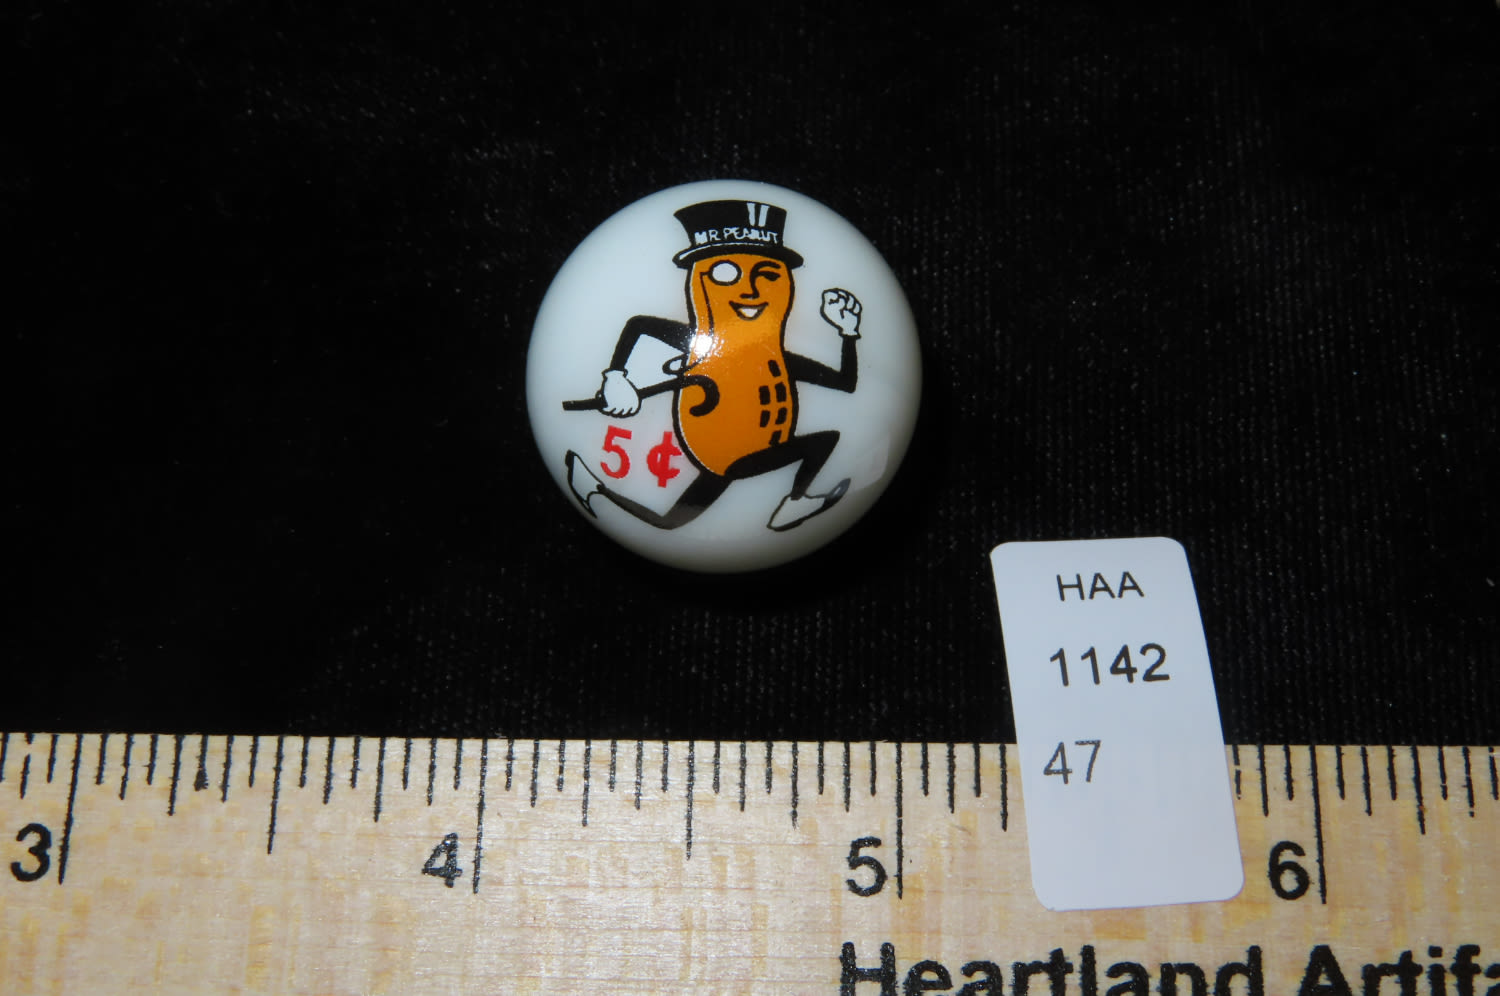 MR PEANUT
5¢
HAA
1142
47
3 4 5 6
Heartland Artifa